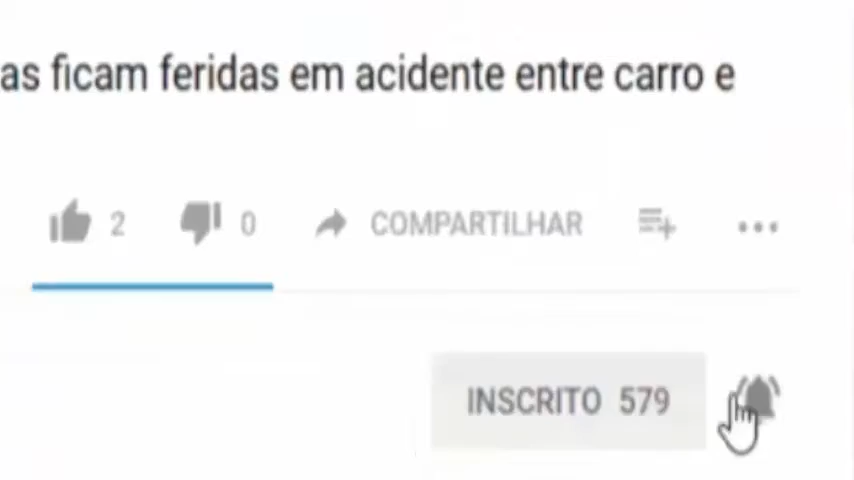 as ficam feridas em acidente entre carro e
2 0 COMPARTILHAR
INSCRITO 579